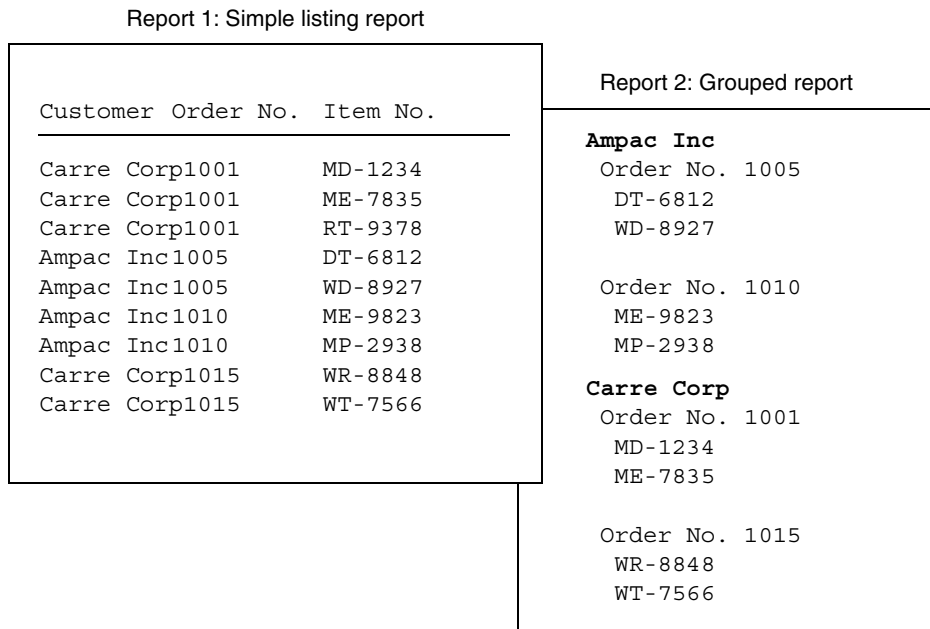 Report 1: Simple listing report
Customer Order No. Item No.
Carre Corp1001 MD-1234
Carre Corp1001 ME-7835
Carre Corp1001 RT-9378
Ampac Inc1005 DT-6812
Ampac Inc1005 WD-8927
Ampac Inc1010 ME-9823
Ampac Inc1010 MP-2938
Carre Corp1015 WR-8848
Carre Corp1015 WT-7566
Report 2: Grouped report
Ampac Inc
Order No. 1005
DT-6812
WD-8927
Order No. 1010
ME-9823
MP-2938
Carre Corp
Order No. 1001
MD-1234
ME-7835
Order No. 1015
WR-8848
WT-7566